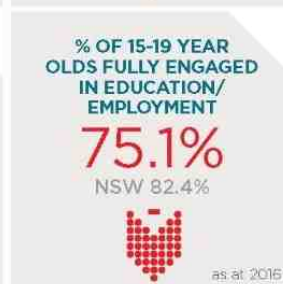 % OF 15-19 YEAR
OLDS FULLY ENGAGED
IN EDUCATION/
EMPLOYMENT
75.1%
NSW 82.4%
as at 2016